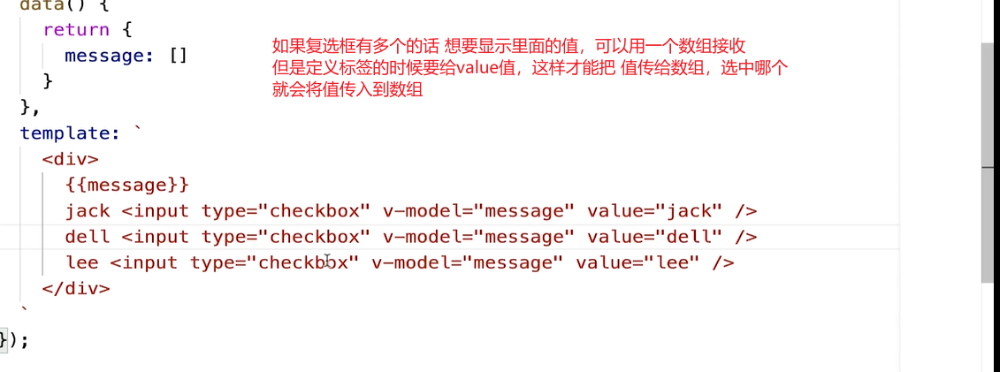 data() {
return {
message: []
}
},
template: `
<div>
{{message}}
jack <input type="checkbox" v-model="message" value="jack" />
dell <input type="checkbox" v-model="message" value="dell" />
lee <input type="checkbox" v-model="message" value="lee" />
</div>
`
});
如果复选框有多个的话 想要显示里面的值，可以用一个数组接收
但是定义标签的时候要给value值，这样才能把 值传给数组，选中哪个
就会将值传入到数组